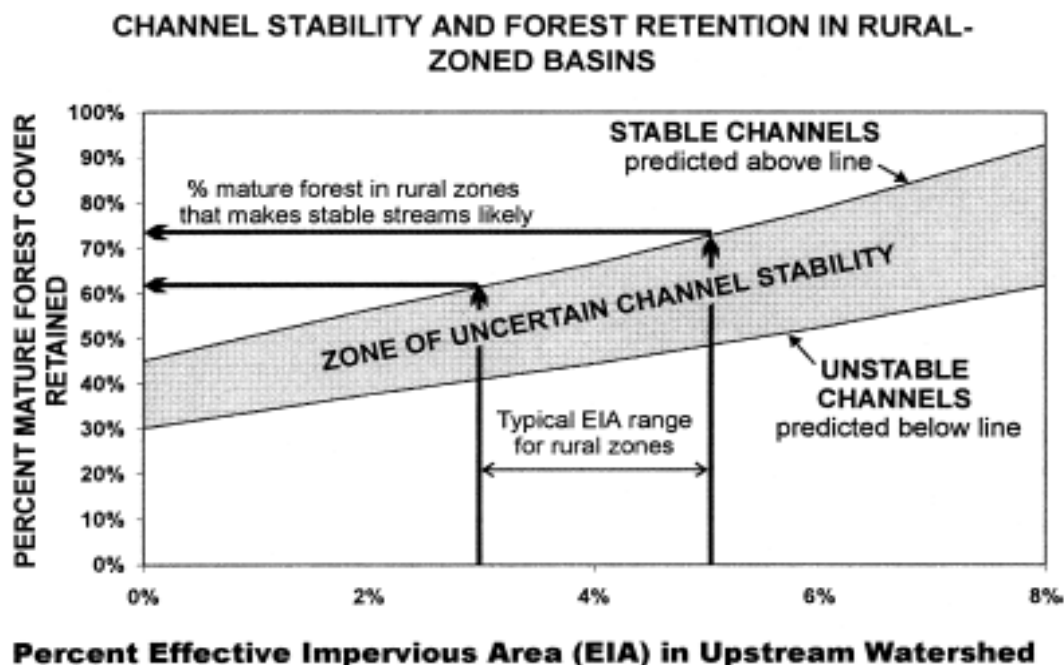 CHANNEL STABILITY AND FOREST RETENTION IN RURAL-
ZONED BASINS
PERCENT MATURE FOREST COVER
RETAINED
100%
90%
80%
70%
60%
50%
40%
30%
20%
10%
0%
STABLE CHANNELS
predicted above line
% mature forest in rural zones
that makes stable streams likely
ZONE OF UNCERTAIN CHANNEL STABILITY
UNSTABLE
CHANNELS
predicted below line
Typical EIA range
for rural zones
0%
2%
4%
6%
8%
Percent Effective Impervious Area (EIA) in Upstream Watershed